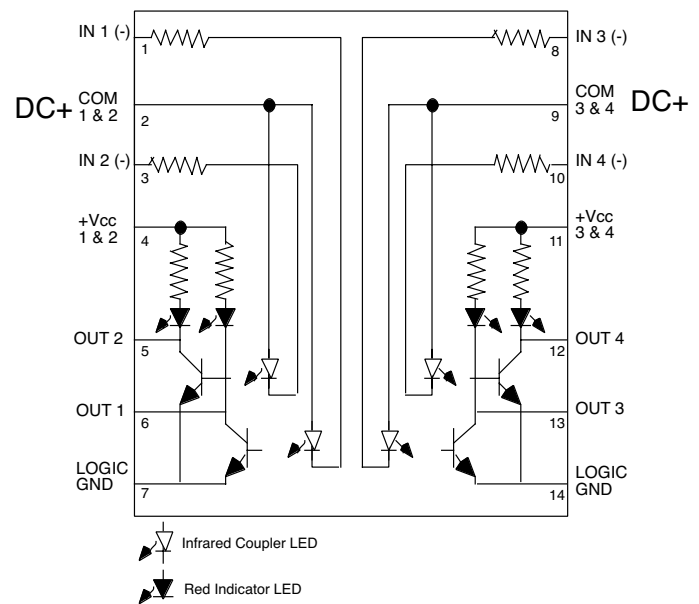 IN 1 (-)
1
IN 3 (-)
8
DC+
COM
1 & 2
2
COM
3 & 4
9
DC+
IN 2 (-)
3
IN 4 (-)
10
+Vcc
1 & 2
4
+Vcc
3 & 4
11
OUT 2
5
OUT 4
12
OUT 1
6
OUT 3
13
LOGIC
GND
7
LOGIC
GND
14
Infrared Coupler LED
Red Indicator LED